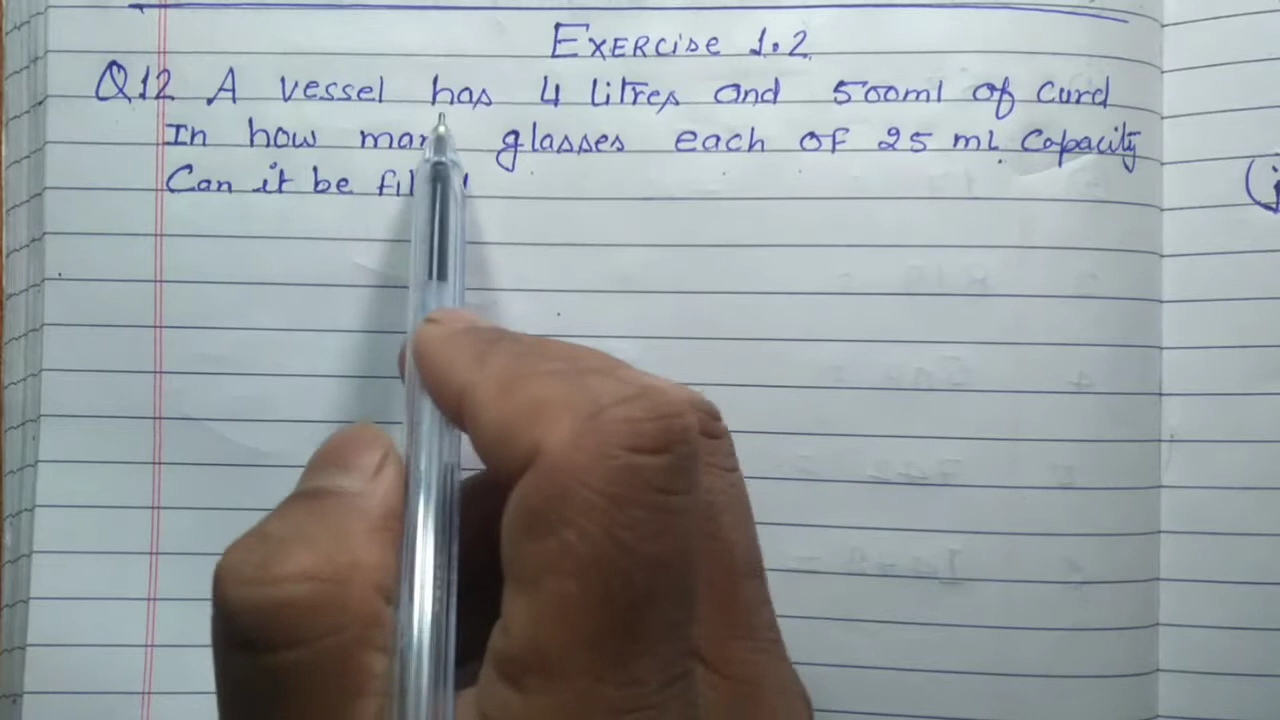 Exercise 1.2
Q12 A vessel has 4 litres and 500ml of Curd
In how glasses each of 25 mL Capacity
Can it be